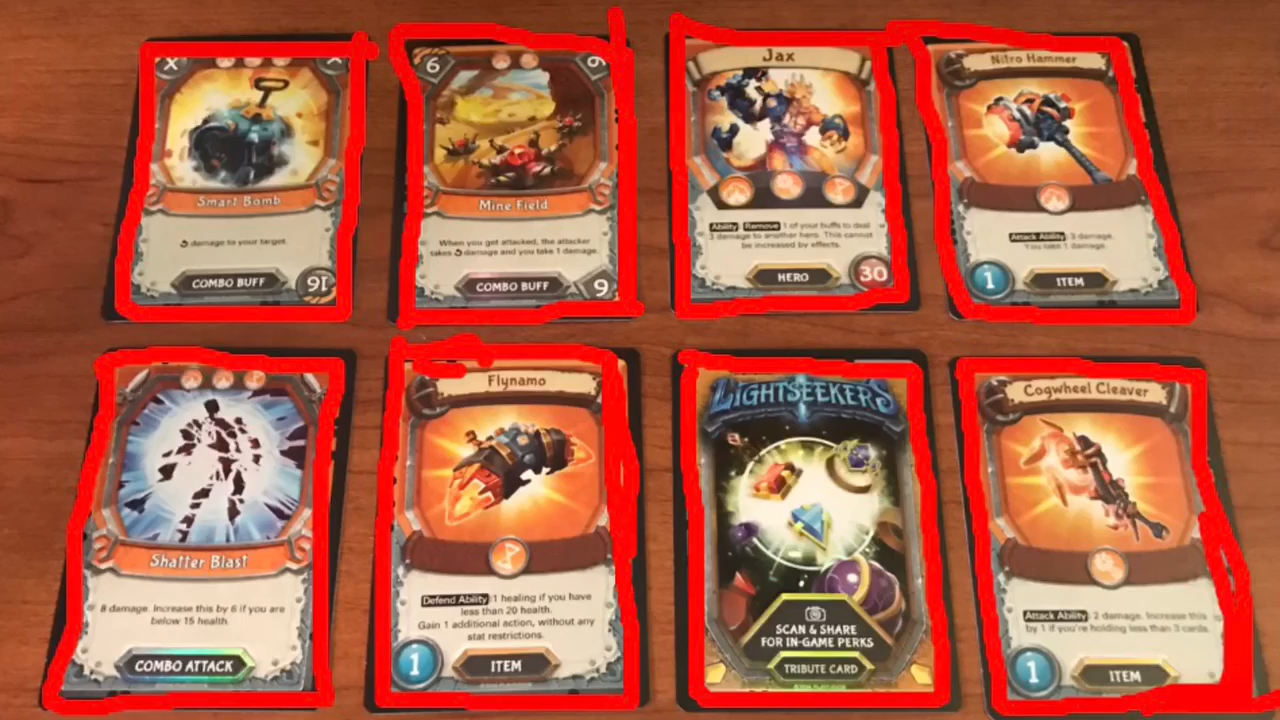 X
Smart Bomb
damage to your target.
COMBO BUFF
16
6
6
Mine Field
When you get attacked, the attacker
takes damage and you take 1 damage.
COMBO BUFF
6
Jax
Ability: Remove 1 of your buffs to deal
3 damage to another hero. This cannot
be increased by effects.
HERO
30
Nitro Hammer
Attack Ability: 3 damage.
You take 1 damage.
1
ITEM
Shatter Blast
8 damage. Increase this by 6 if you are
below 15 health.
COMBO ATTACK
Flynamo
Defend Ability: 1 healing if you have
less than 20 health.
Gain 1 additional action, without any
stat restrictions.
1
ITEM
LIGHTSEEKERS
SCAN & SHARE
FOR IN-GAME PERKS
TRIBUTE CARD
Cogwheel Cleaver
Attack Ability: 2 damage. Increase this
by 1 if you're holding less than 3 cards.
1
ITEM